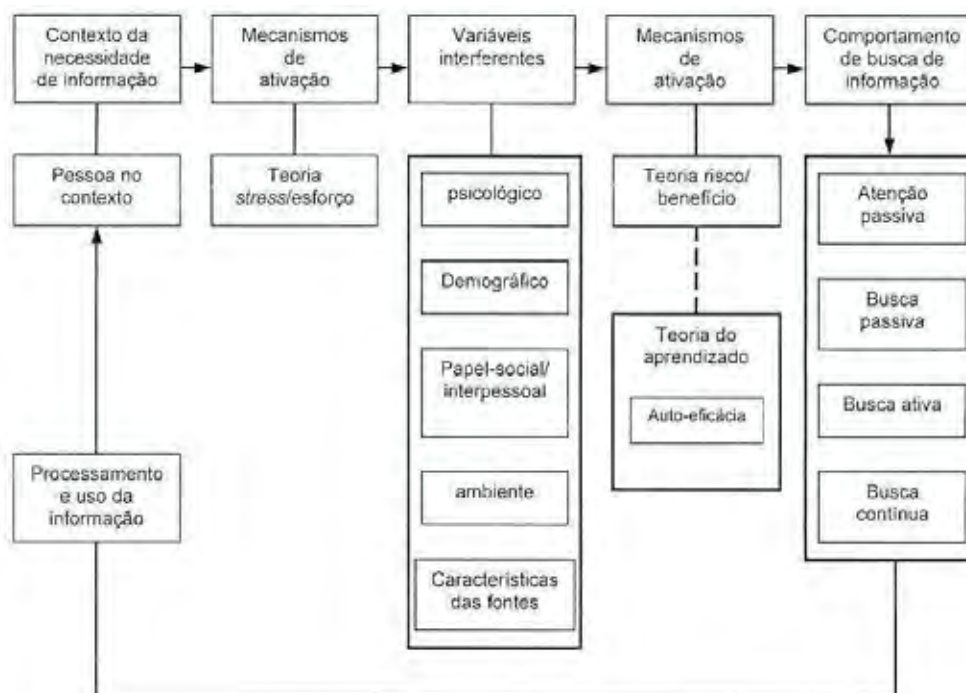 Contexto da
necessidade
de informação
Mecanismos
de
ativação
Variáveis
interferentes
Mecanismos
de
ativação
Comportamento
de busca de
informação
Pessoa no
contexto
Teoria
stress/esforço
psicológico
Demográfico
Papel-social/
interpessoal
ambiente
Características
das fontes
Teoria risco/
benefício
Teoria do
aprendizado
Auto-eficácia
Atenção
passiva
Busca
passiva
Busca ativa
Busca
contínua
Processamento
e uso da
informação